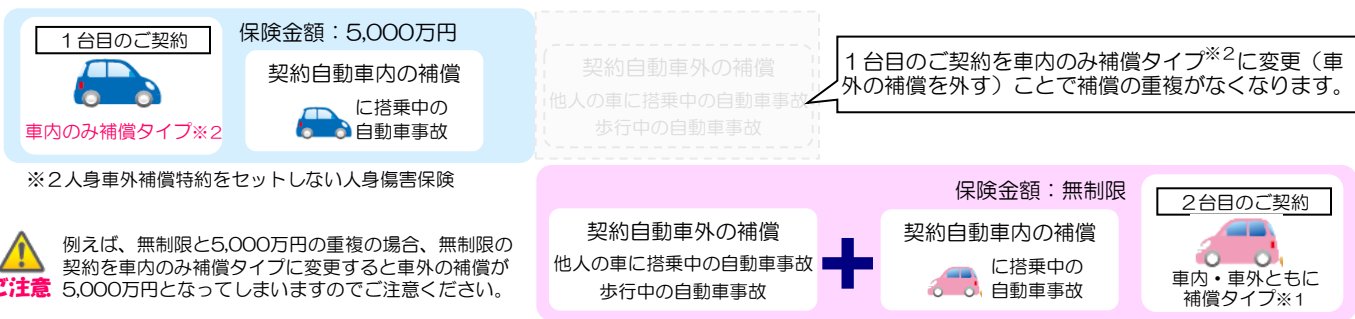 1台目のご契約
保険金額：5,000万円
契約自動車内の補償
に搭乗中の
自動車事故
車内のみ補償タイプ※2
契約自動車外の補償
他人の車に搭乗中の自動車事故
歩行中の自動車事故
1台目のご契約を車内のみ補償タイプ※2に変更（車
外の補償を外す）ことで補償の重複がなくなります。
※2人身車外補償特約をセットしない人身傷害保険
保険金額：無制限
2台目のご契約
契約自動車外の補償
他人の車に搭乗中の自動車事故
歩行中の自動車事故
契約自動車内の補償
に搭乗中の
自動車事故
車内・車外ともに
補償タイプ※1
例えば、無制限と5,000万円の重複の場合、無制限の
契約を車内のみ補償タイプに変更すると車外の補償が
ご注意 5,000万円となってしまいますのでご注意ください。